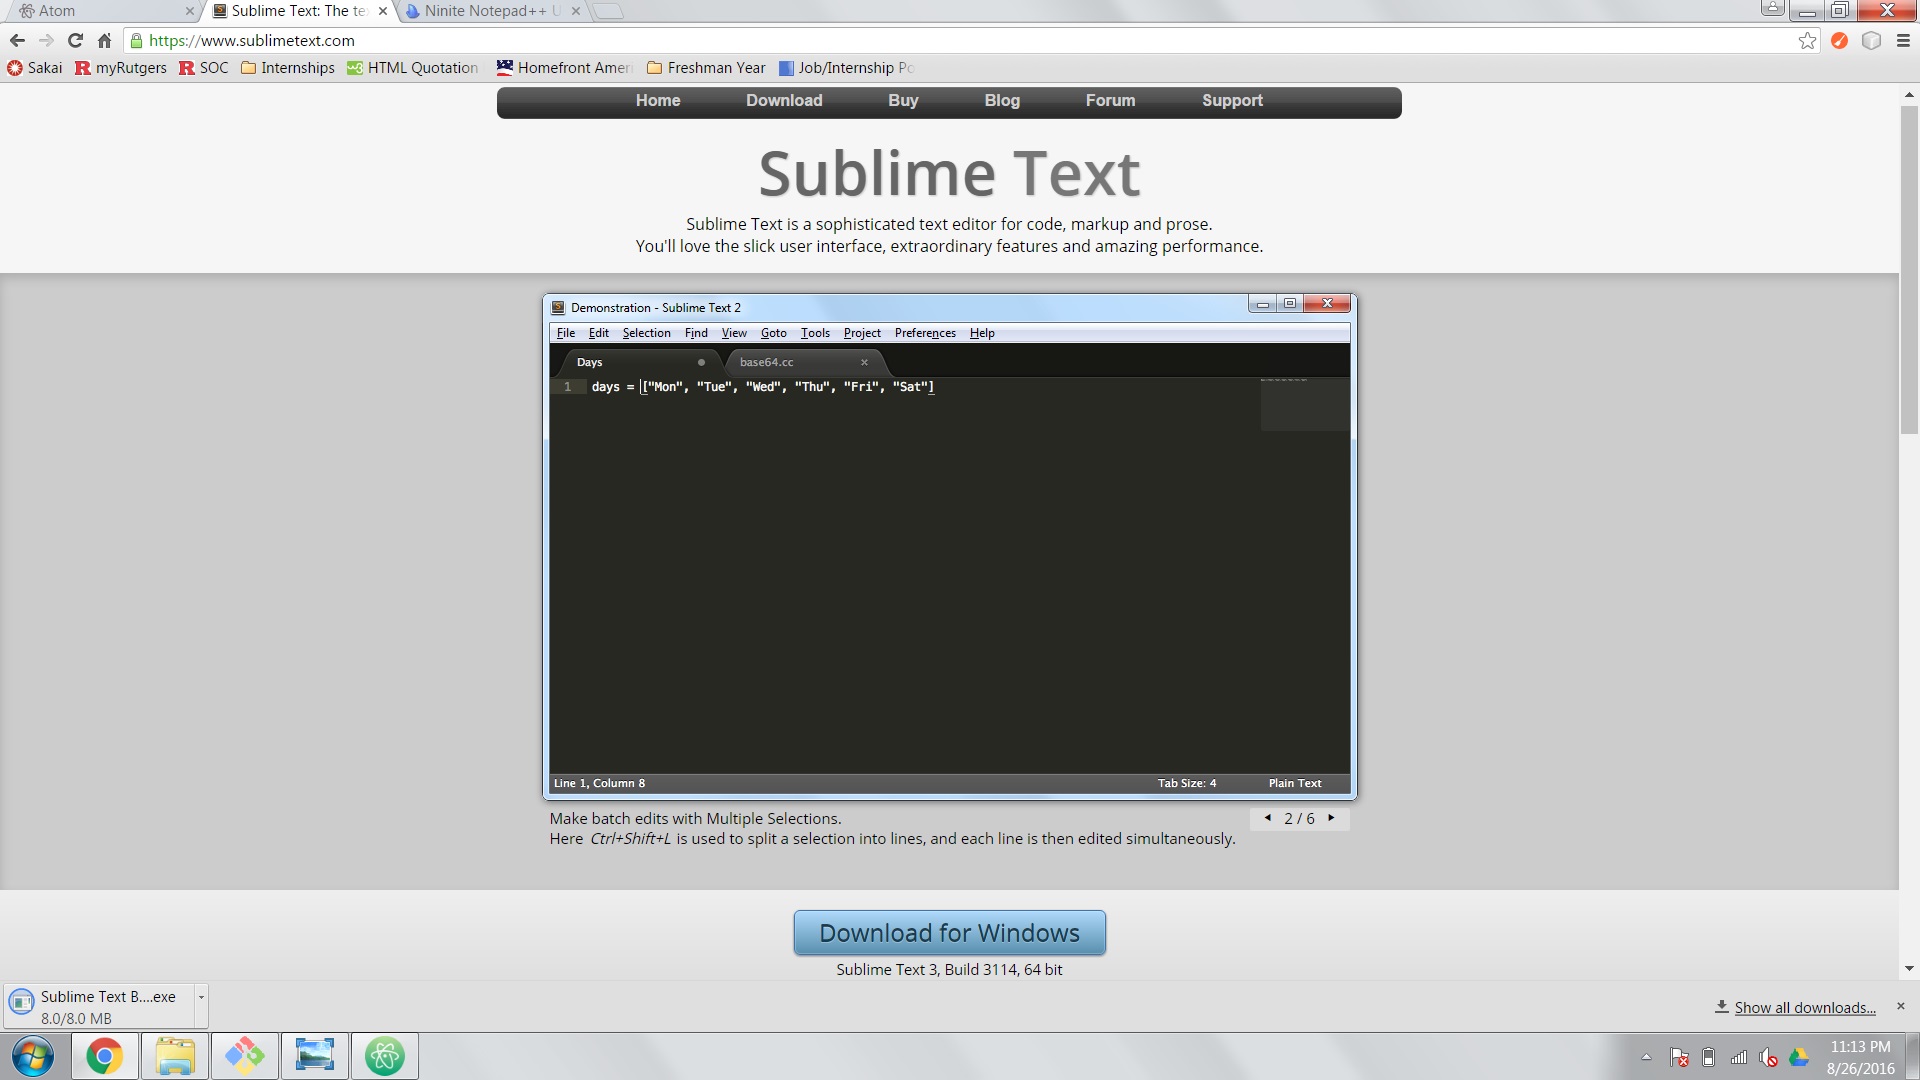 Atom
Sublime Text: The te
Ninite Notepad++ U
https://www.sublimetext.com
Sakai
myRutgers
SOC
Internships
HTML Quotation
Homefront Ameri
Freshman Year
Job/Internship Po
Home
Download
Buy
Blog
Forum
Support
Sublime Text
Sublime Text is a sophisticated text editor for code, markup and prose.
You'll love the slick user interface, extraordinary features and amazing performance.
Demonstration - Sublime Text 2
File Edit Selection Find View Goto Tools Project Preferences Help
Days
base64.cc
1 days = ["Mon", "Tue", "Wed", "Thu", "Fri", "Sat"]
Line 1, Column 8
Tab Size: 4
Plain Text
Make batch edits with Multiple Selections.
2 / 6
Here Ctrl+Shift+L is used to split a selection into lines, and each line is then edited simultaneously.
Download for Windows
Sublime Text 3, Build 3114, 64 bit
Sublime Text B....exe
8.0/8.0 MB
Show all downloads...
11:13 PM
8/26/2016